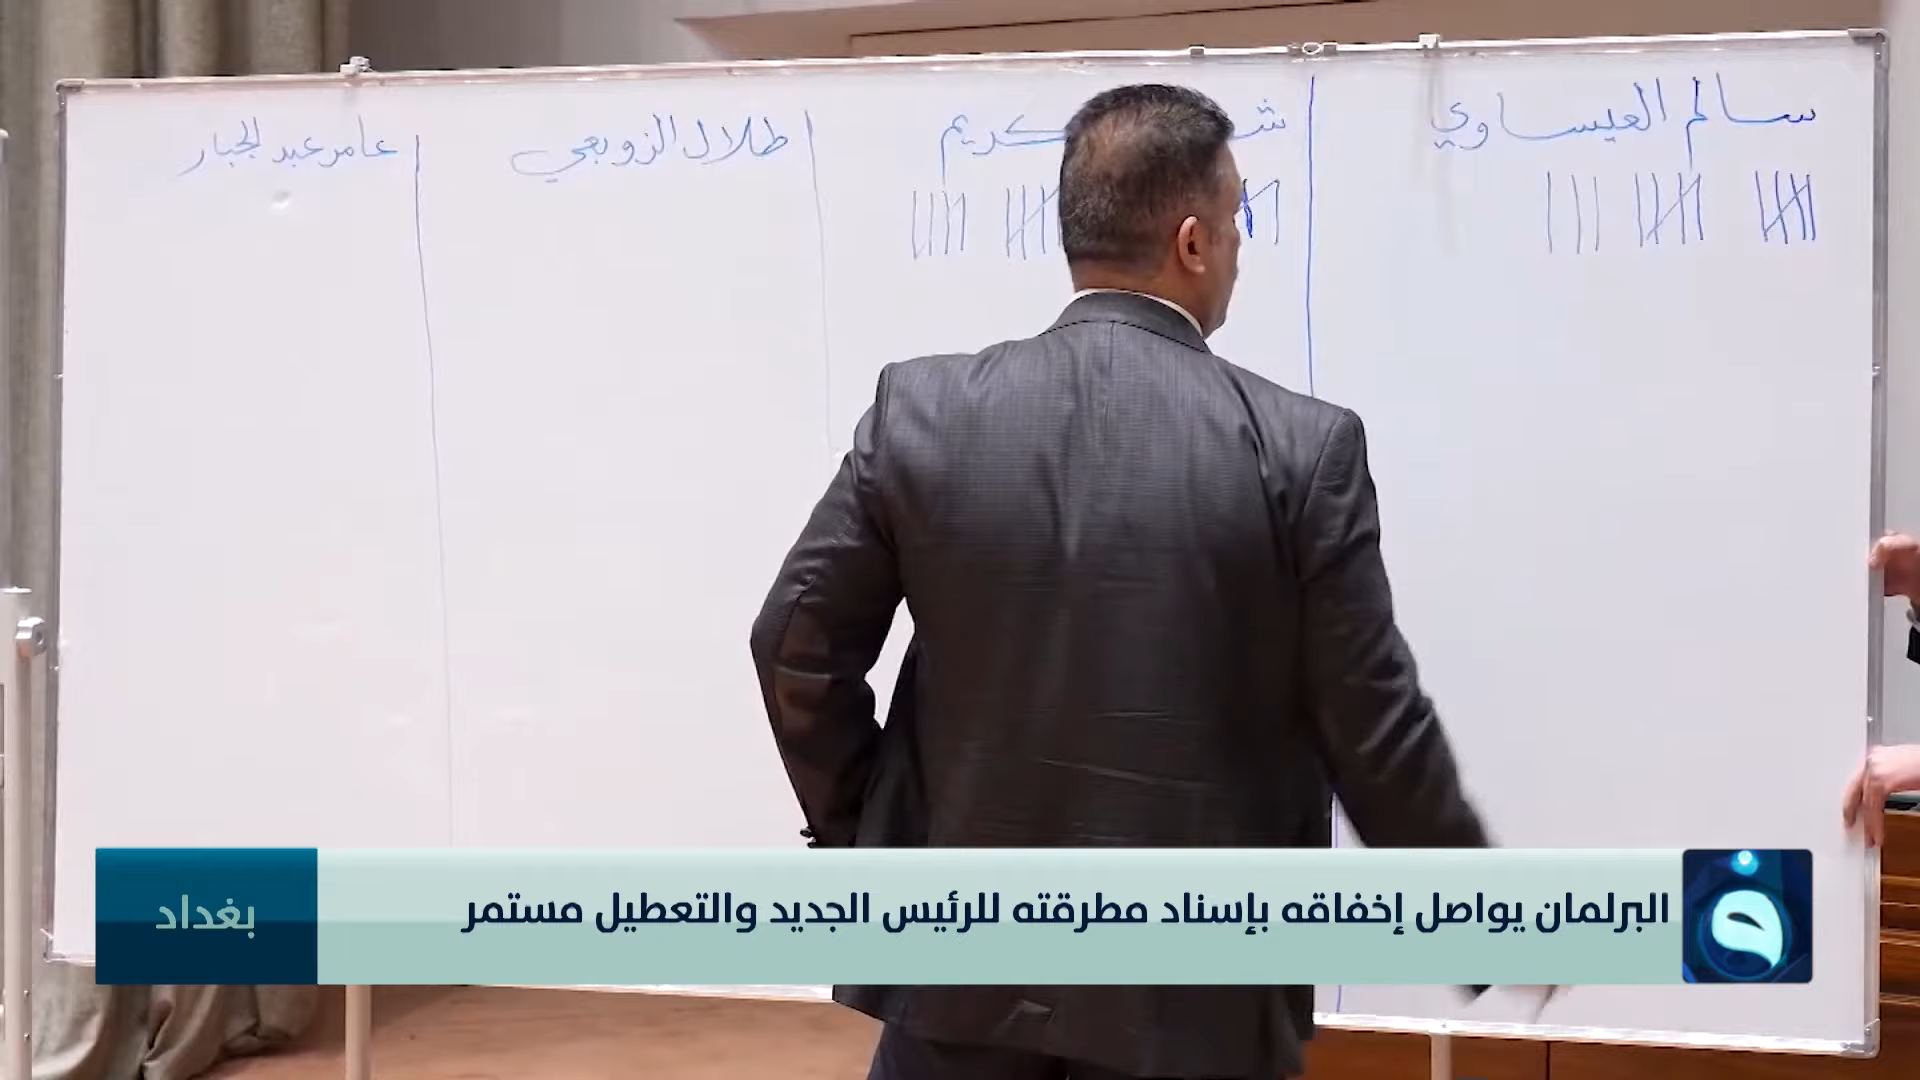 سالم العيساوي
كريم
طلال الزوبعي
عامر عبد الجبار
البرلمان يواصل إخفاقه بإسناد مطرقته للرئيس الجديد والتعطيل مستمر
بغداد